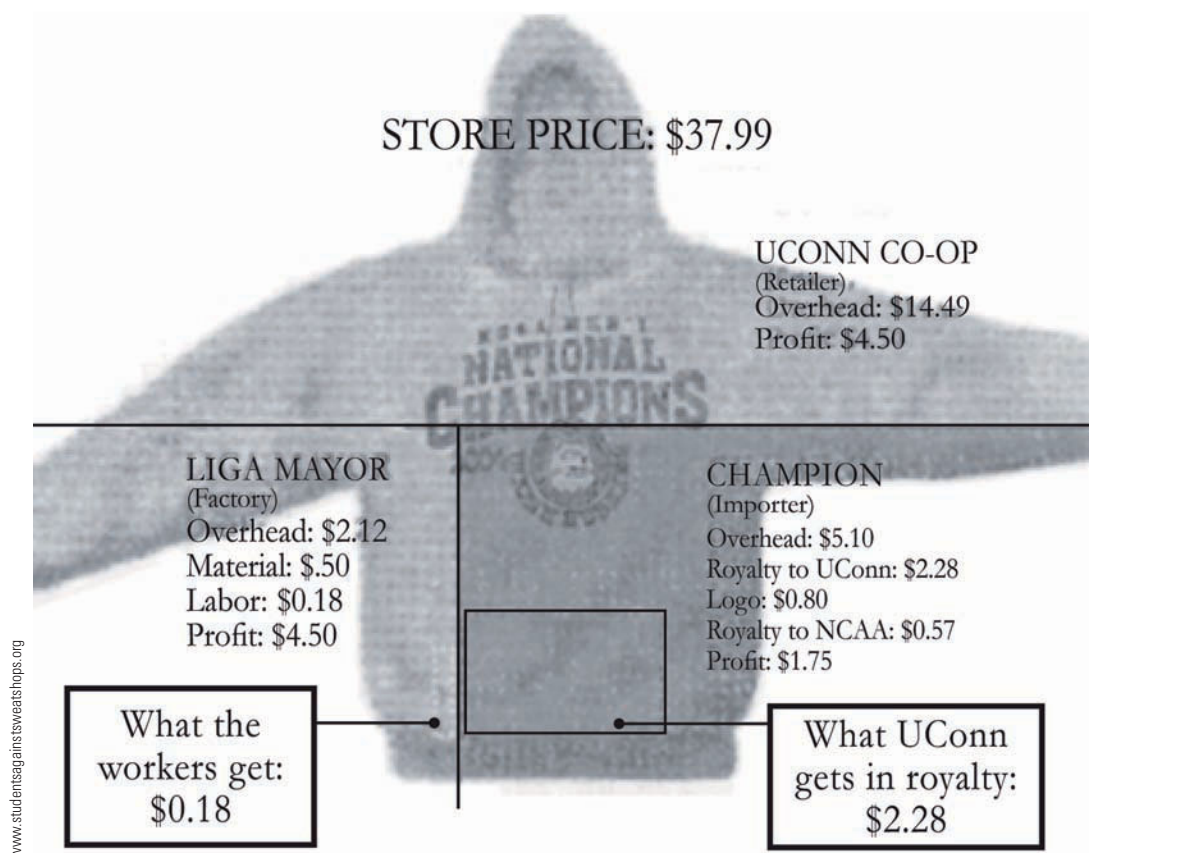 STORE PRICE: $37.99
UCONN CO-OP
(Retailer)
Overhead: $14.49
Profit: $4.50
NATIONAL
CHAMPIONS
LIGA MAYOR
(Factory)
Overhead: $2.12
Material: $.50
Labor: $0.18
Profit: $4.50
CHAMPION
(Importer)
Overhead: $5.10
Royalty to UConn: $2.28
Logo: $0.80
Royalty to NCAA: $0.57
Profit: $1.75
What the
workers get:
$0.18
What UConn
gets in royalty:
$2.28
www.studentsagainstsweatshops.org